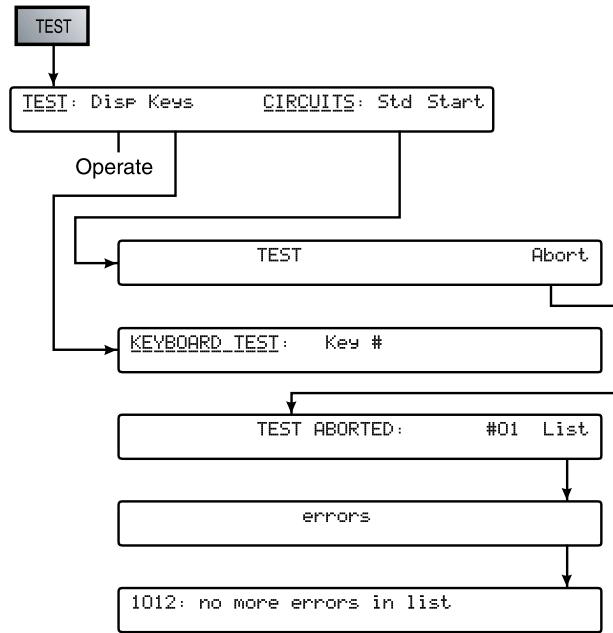 TEST
TEST: Disp Keys CIRCUITS: Std Start
Operate
TEST Abort
KEYBOARD TEST: Key #
TEST ABORTED: #01 List
errors
1012: no more errors in list